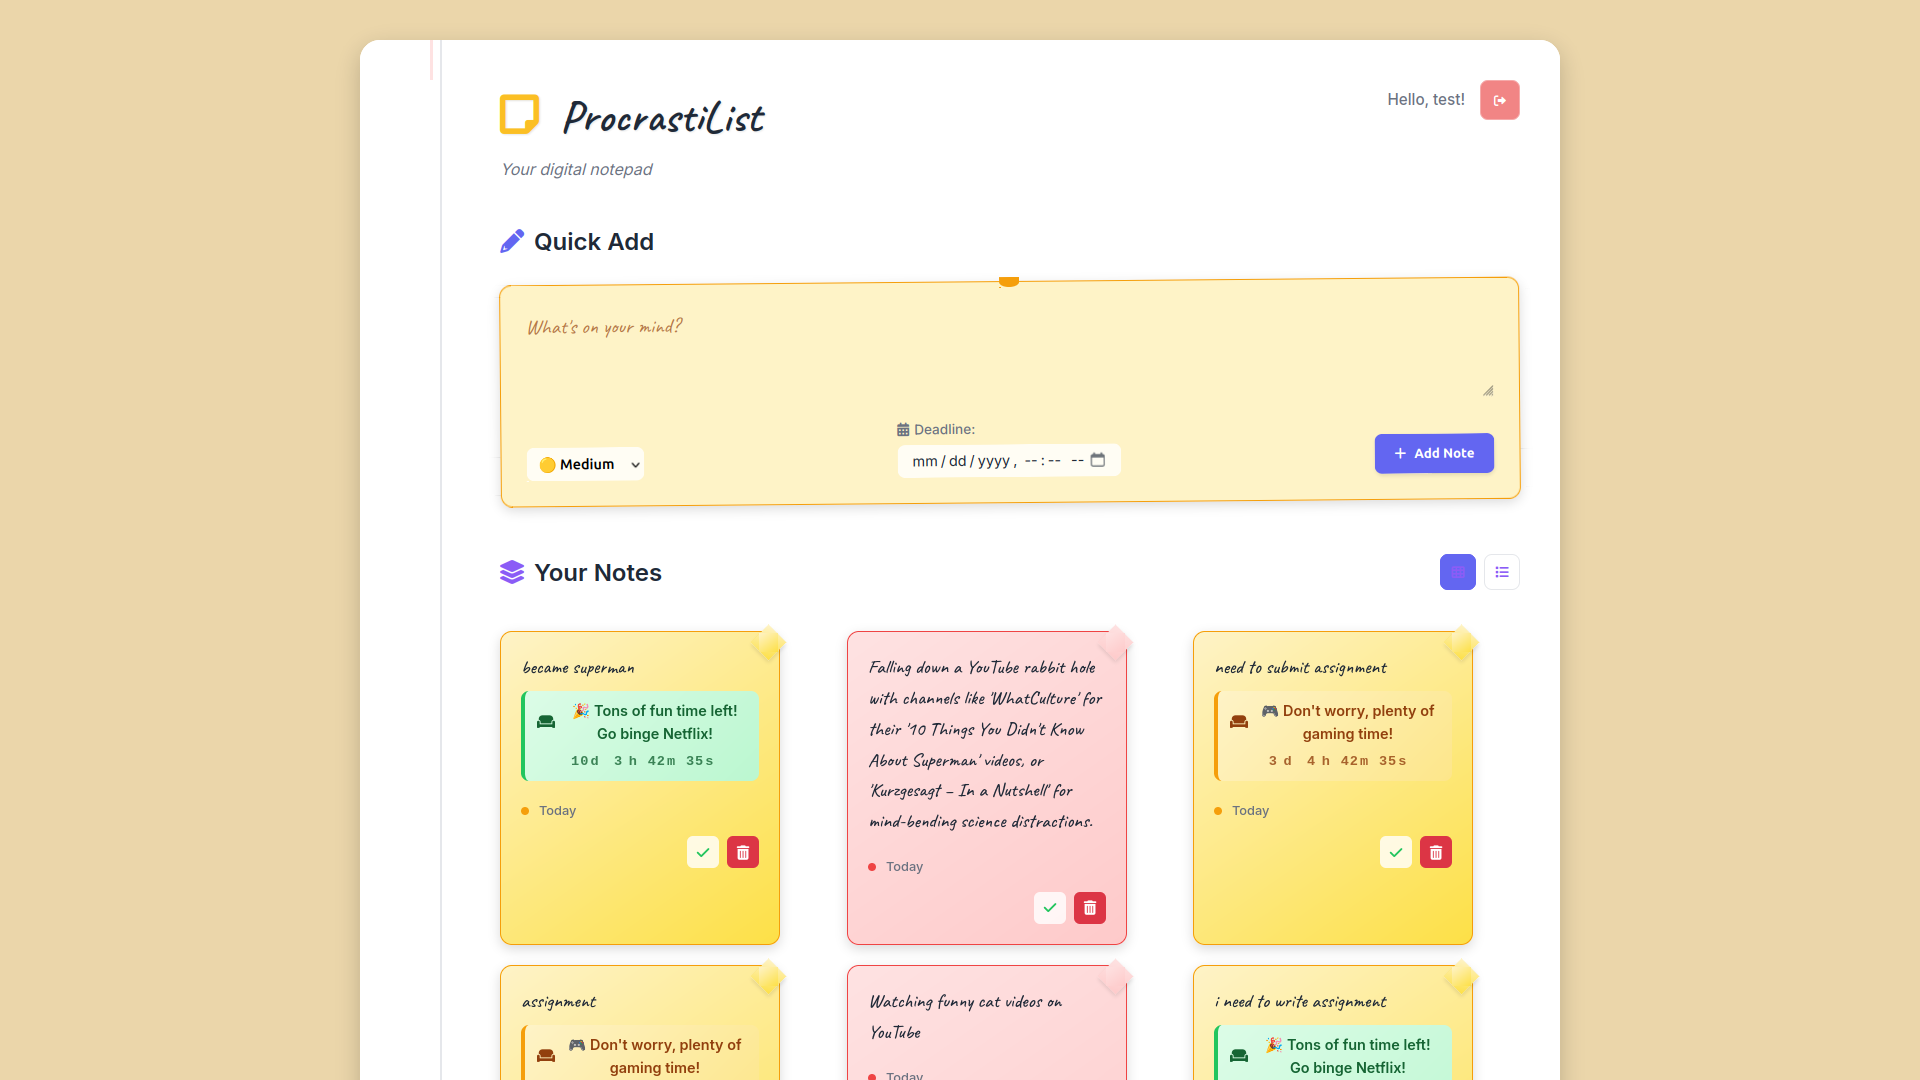 ProcrastiList
Hello, test!
Your digital notepad
Quick Add
What's on your mind?
Deadline:
🟡 Medium
mm/dd/yyyy, --:-- --
+ Add Note
Your Notes
became superman
🎉 Tons of fun time left!
Go binge Netflix!
10d 3h 42m 35s
Today
Falling down a YouTube rabbit hole
with channels like 'WhatCulture' for
their '10 Things You Didn't Know
About Superman' videos, or
'Kurzgesagt – In a Nutshell' for
mind-bending science distractions.
Today
need to submit assignment
🎮 Don't worry, plenty of
gaming time!
3d 4h 42m 35s
Today
assignment
🎮 Don't worry, plenty of
gaming time!
Watching funny cat videos on
YouTube
Today
i need to write assignment
🎉 Tons of fun time left!
Go binge Netflix!